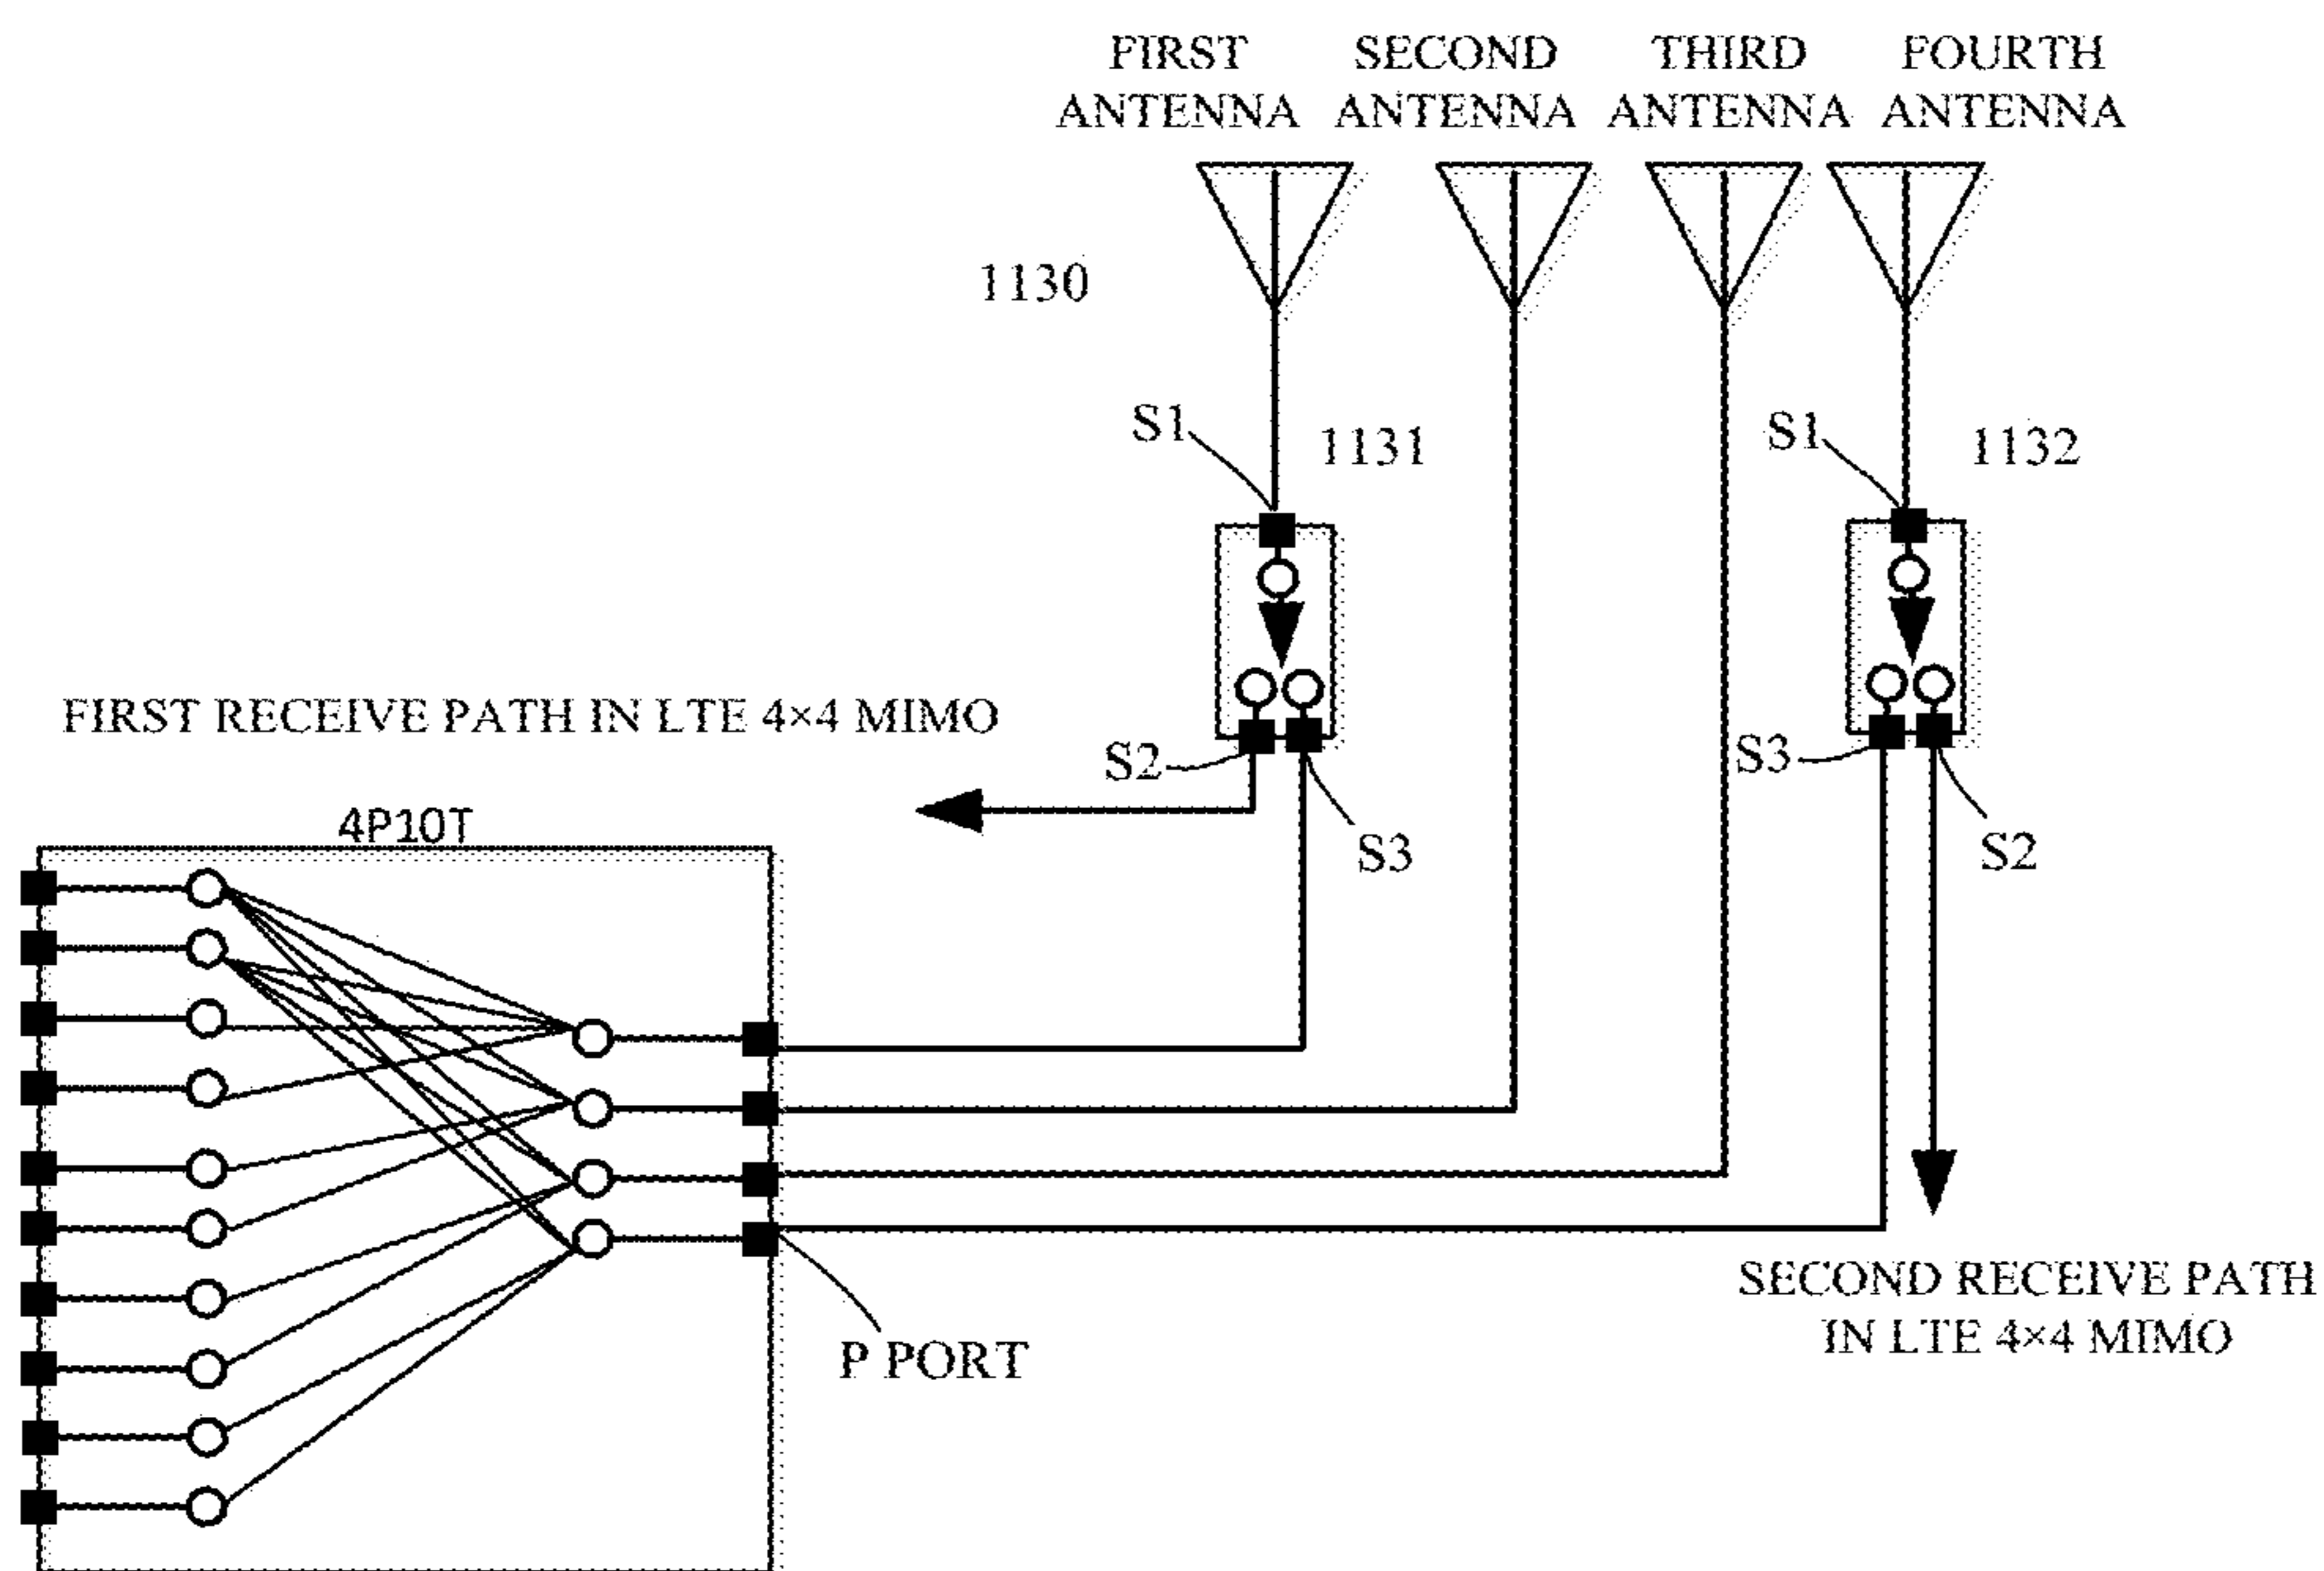 FIRST ANTENNA
SECOND ANTENNA
THIRD ANTENNA
FOURTH ANTENNA
1130
S1
1131
S1
1132
FIRST RECEIVE PATH IN LTE 4×4 MIMO
S2
S3
S3
S2
4P10T
P PORT
SECOND RECEIVE PATH
IN LTE 4×4 MIMO